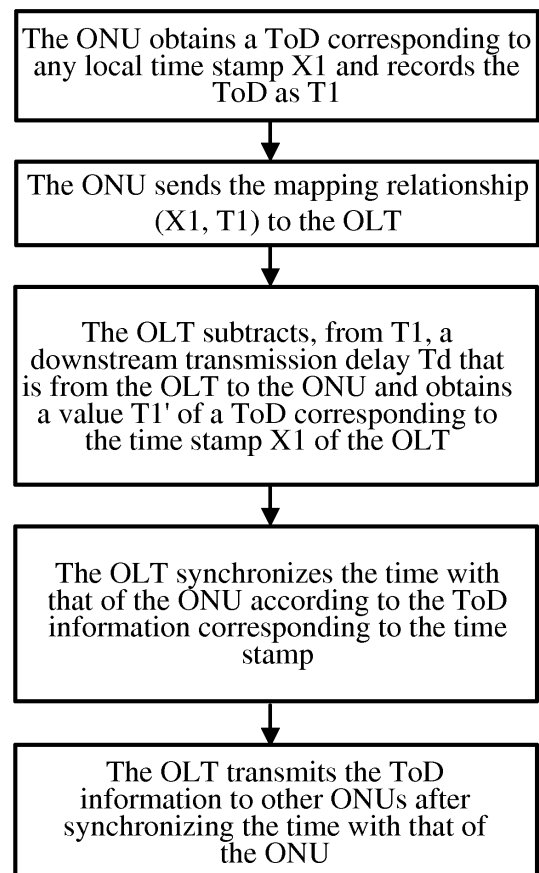 The ONU obtains a ToD corresponding to
any local time stamp X1 and records the
ToD as T1
The ONU sends the mapping relationship
(X1, T1) to the OLT
The OLT subtracts, from T1, a
downstream transmission delay Td that
is from the OLT to the ONU and obtains
a value T1' of a ToD corresponding to
the time stamp X1 of the OLT
The OLT synchronizes the time with
that of the ONU according to the ToD
information corresponding to the time
stamp
The OLT transmits the ToD
information to other ONUs after
synchronizing the time with that of
the ONU